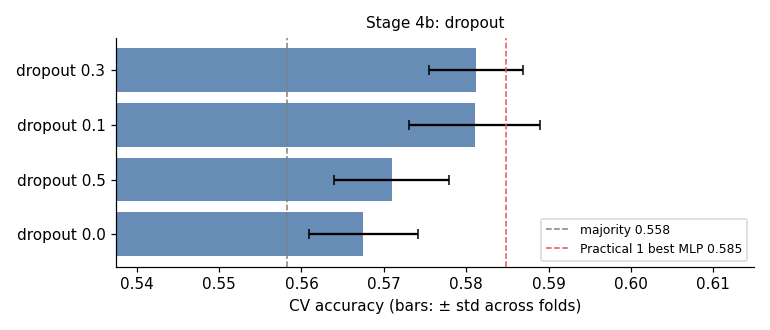 Stage 4b: dropout
dropout 0.3
dropout 0.1
dropout 0.5
dropout 0.0
majority 0.558
Practical 1 best MLP 0.585
0.54 0.55 0.56 0.57 0.58 0.59 0.60 0.61
CV accuracy (bars: ± std across folds)